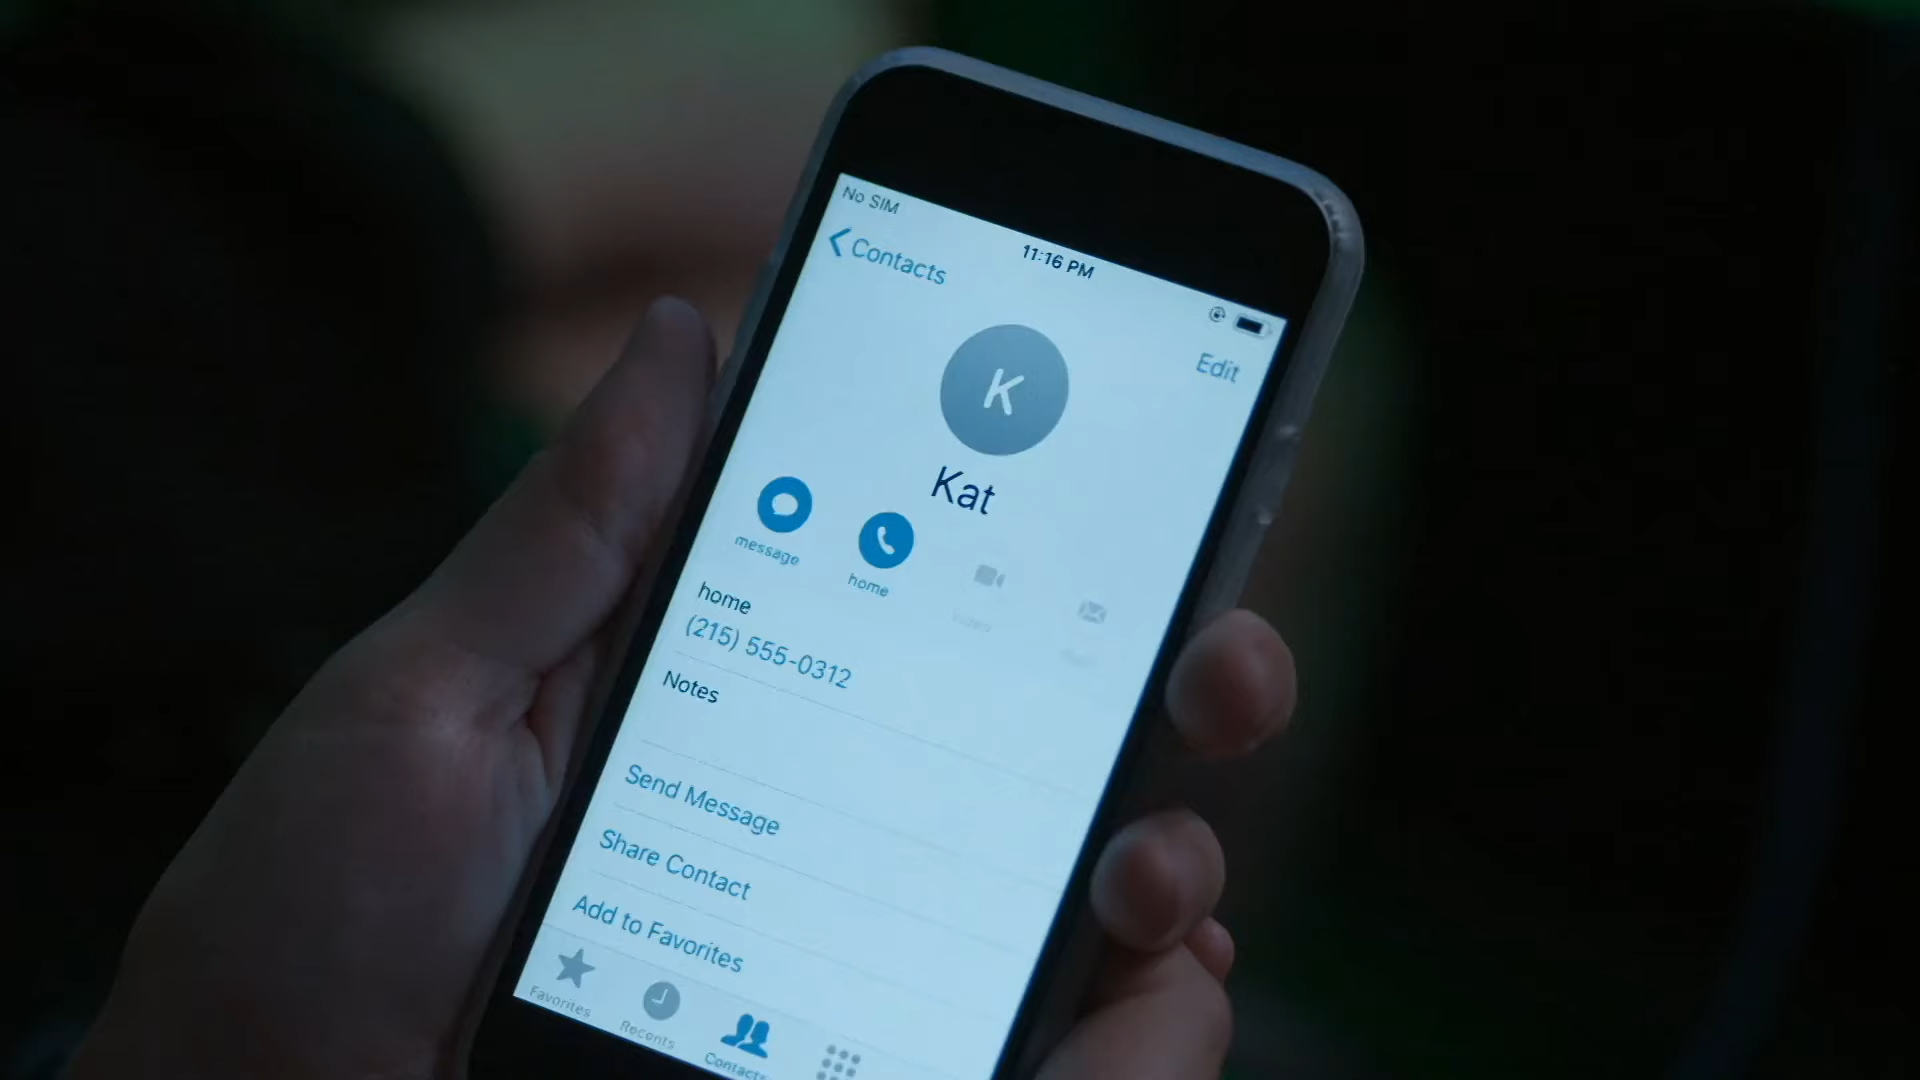 No SIM
11:16 PM
Contacts
Edit
K
Kat
message
home
video
home
(215) 555-0312
Notes
Send Message
Share Contact
Add to Favorites
Favorites
Recents
Contacts